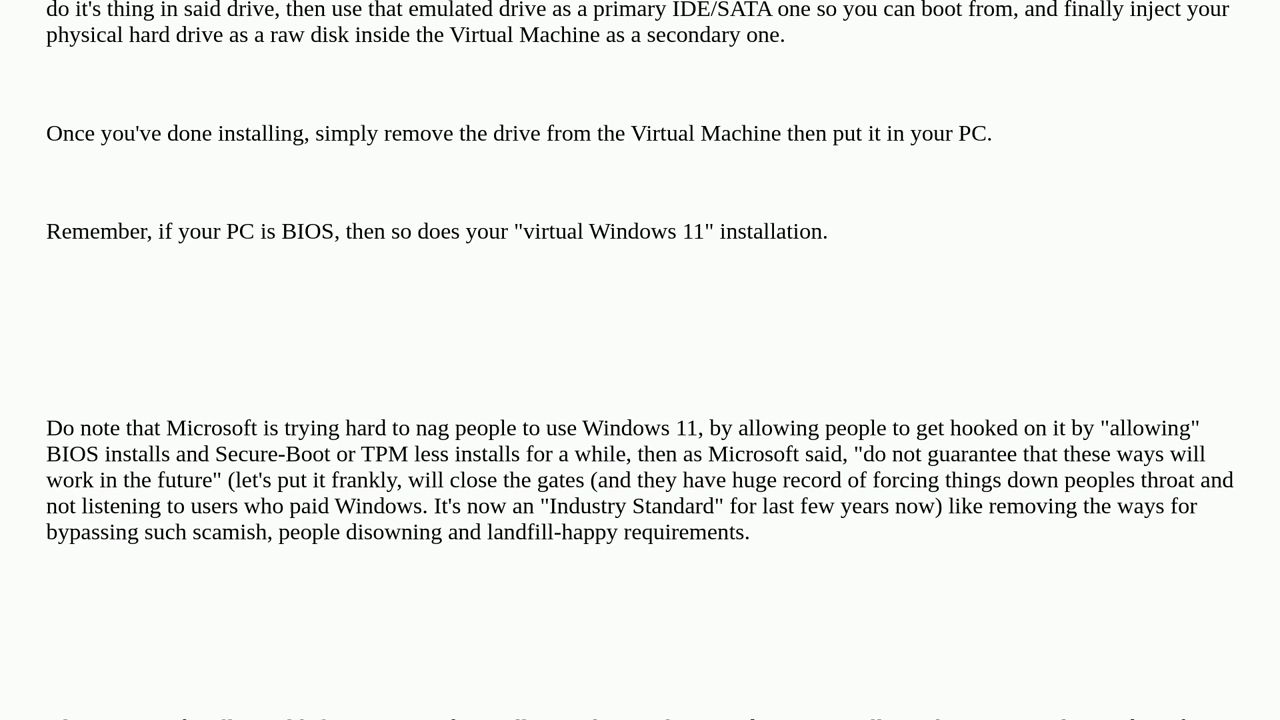 do it's thing in said drive, then use that emulated drive as a primary IDE/SATA one so you can boot from, and finally inject your
physical hard drive as a raw disk inside the Virtual Machine as a secondary one.
Once you've done installing, simply remove the drive from the Virtual Machine then put it in your PC.
Remember, if your PC is BIOS, then so does your "virtual Windows 11" installation.
Do note that Microsoft is trying hard to nag people to use Windows 11, by allowing people to get hooked on it by "allowing"
BIOS installs and Secure-Boot or TPM less installs for a while, then as Microsoft said, "do not guarantee that these ways will
work in the future" (let's put it frankly, will close the gates (and they have huge record of forcing things down peoples throat and
not listening to users who paid Windows. It's now an "Industry Standard" for last few years now) like removing the ways for
bypassing such scamish, people disowning and landfill-happy requirements.